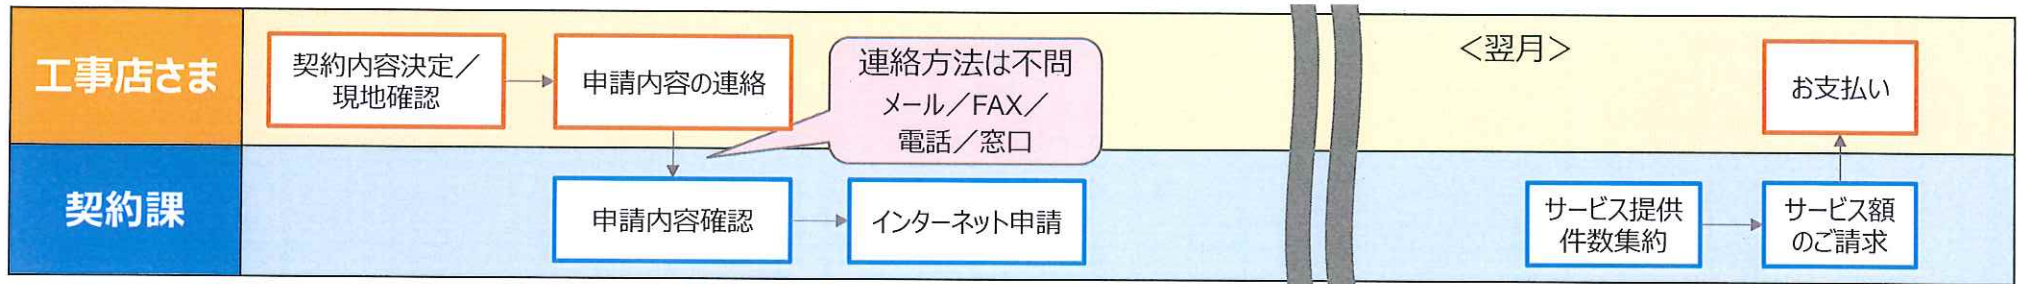 工事店さま
契約内容決定／
現地確認
申請内容の連絡
連絡方法は不問
メール／FAX／
電話／窓口
＜翌月＞
お支払い
契約課
申請内容確認
インターネット申請
サービス提供
件数集約
サービス額
のご請求